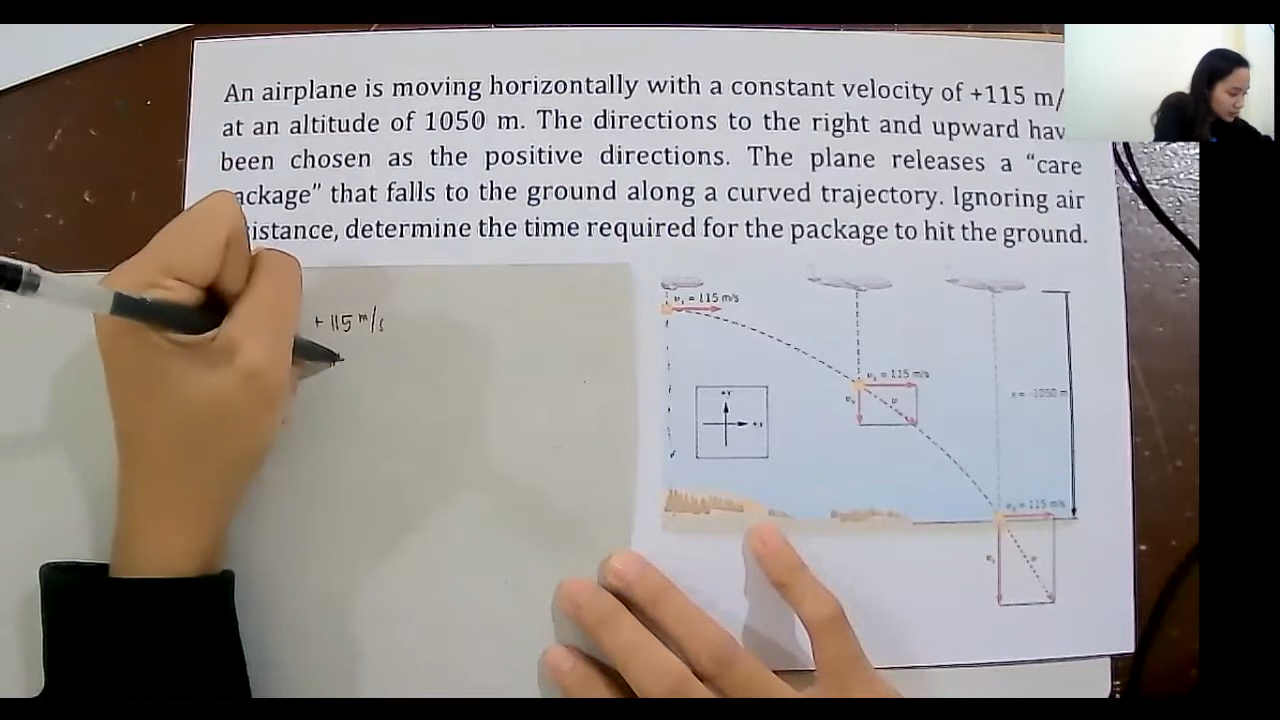 An airplane is moving horizontally with a constant velocity of +115 m/
at an altitude of 1050 m. The directions to the right and upward hav
been chosen as the positive directions. The plane releases a “care
ackage” that falls to the ground along a curved trajectory. Ignoring air
istance, determine the time required for the package to hit the ground.
+ 115 m/s
= 115 m/s
= 115 m/s
+Y
+X
= -1050 m
= 115 m/s